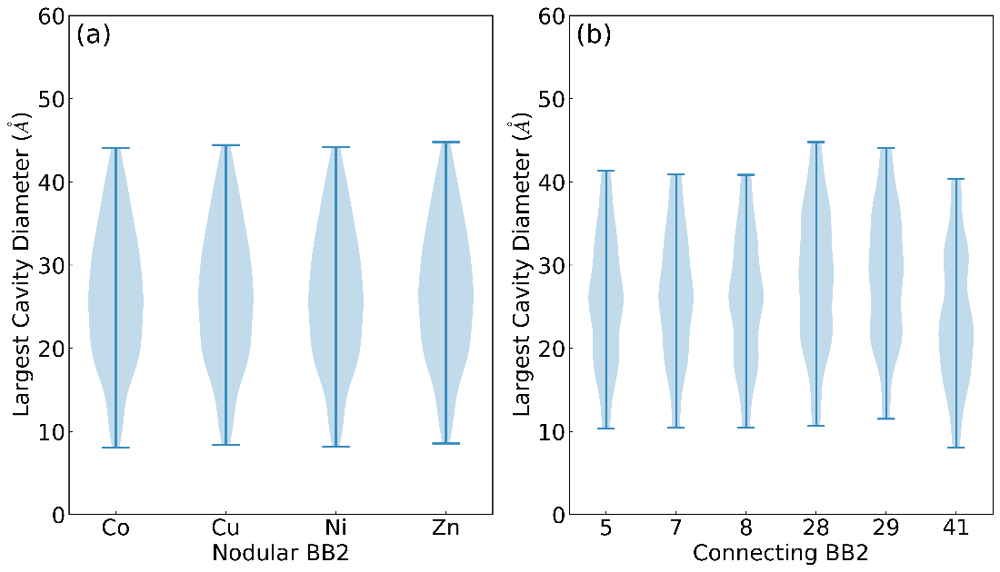 (a)
60
50
40
30
20
10
0
Largest Cavity Diameter (Å)
Co Cu Ni Zn
Nodular BB2
(b)
60
50
40
30
20
10
0
Largest Cavity Diameter (Å)
5 7 8 28 29 41
Connecting BB2